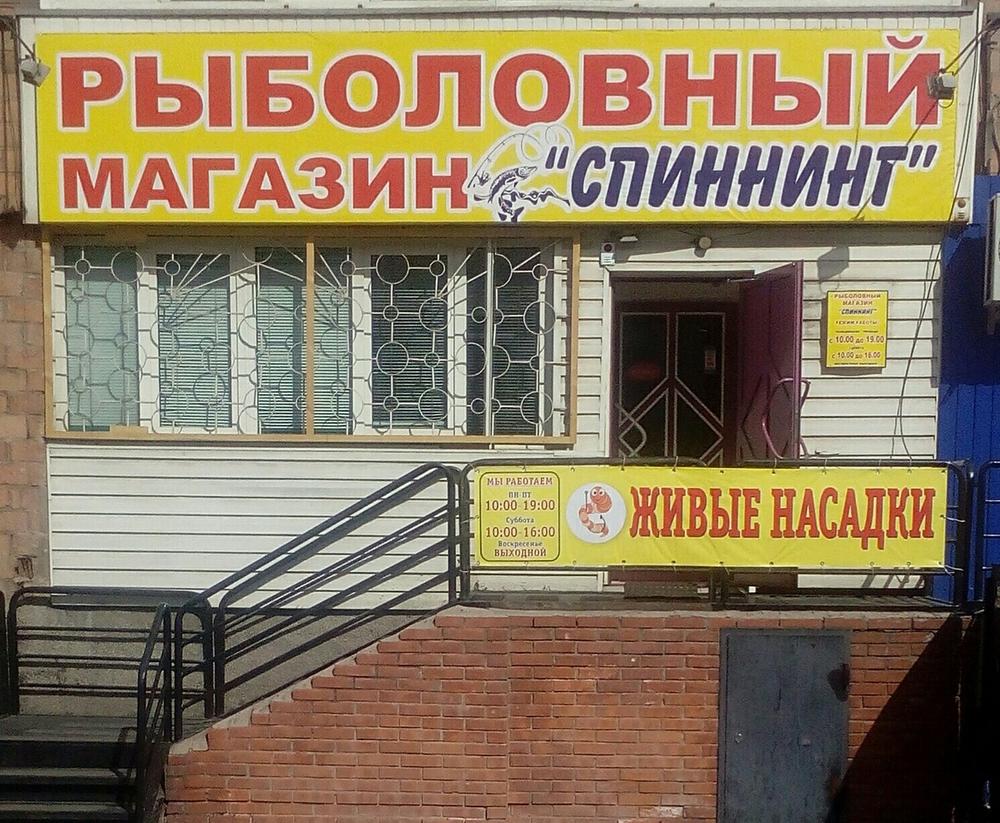 РЫБОЛОВНЫЙ
МАГАЗИН "СПИННИНГ"
РЫБОЛОВНЫЙ
МАГАЗИН
"СПИННИНГ"
РЕЖИМ РАБОТЫ
с 10.00 до 19.00
с 10.00 до 16.00
МЫ РАБОТАЕМ
ПН-ПТ
10:00-19:00
Суббота
10:00-16:00
Воскресенье
ВЫХОДНОЙ
ЖИВЫЕ НАСАДКИ